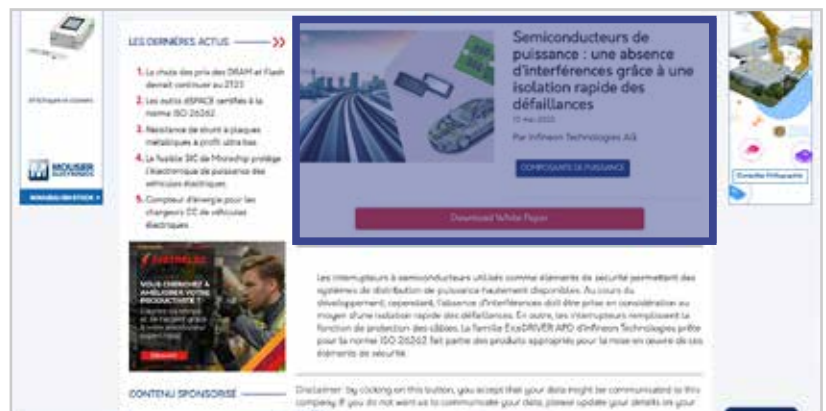 MOUSER
ELECTRONICS
LES DERNIÈRES ACTUS
1. La chute des prix des DRAM et Flash
devrait continuer au 2T23
2. Les outils dSPACE certifiés à la
norme ISO 26262
3. Résistance de shunt à plaques
métalliques à profil ultra bas
4. Le fusible SiC de Microchip protège
l'électronique de puissance des
véhicules électriques
5. Compteur d'énergie pour les
chargeurs CC de véhicules
électriques
VOUS CHERCHEZ À
AMÉLIORER VOTRE
PRODUCTIVITÉ ?
Découvrir
CONTENU SPONSORISÉ
Semiconducteurs de
puissance : une absence
d'interférences grâce à une
isolation rapide des
défaillances
Par Infineon Technologies AG
COMPOSANTS DE PUISSANCE
Download White Paper
Les interrupteurs à semiconducteurs utilisés comme éléments de sécurité permettent des
systèmes de distribution de puissance hautement disponibles. Au cours du
développement, cependant, l'absence d'interférences doit être prise en considération au
moyen d'une isolation rapide des défaillances. En outre, les interrupteurs remplissent la
fonction de protection des câbles. La famille EiceDRIVER APD d'Infineon Technologies prête
pour la norme ISO 26262 fait partie des produits appropriés pour la mise en œuvre de ces
éléments de sécurité.
Disclaimer: by clicking on this button, you accept that your data might be communicated to this
company. If you do not want us to communicate your data, please update your details on your